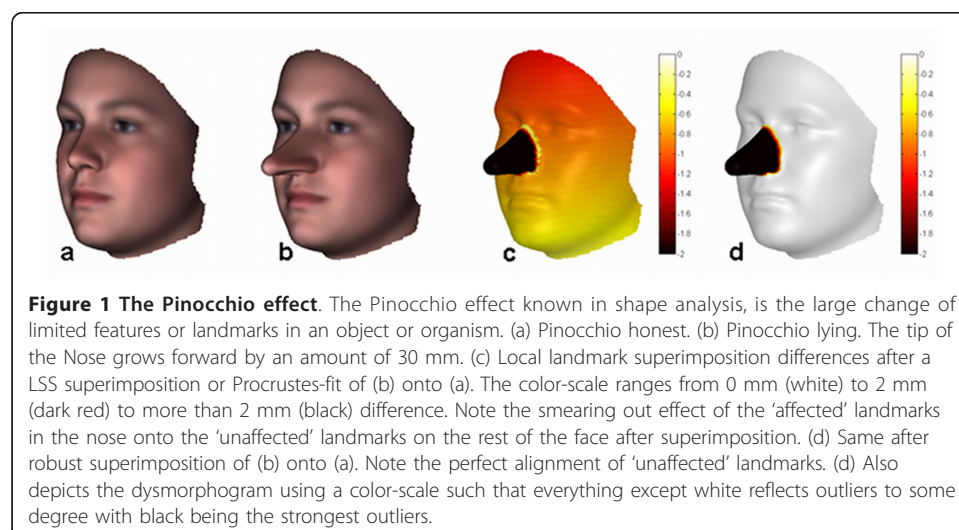 0
-0.2
-0.4
-0.6
-0.8
-1
-1.2
-1.4
-1.6
-1.8
-2
0
-0.2
-0.4
-0.6
-0.8
-1
-1.2
-1.4
-1.6
-1.8
-2
a
b
c
d
Figure 1 The Pinocchio effect. The Pinocchio effect known in shape analysis, is the large change of
limited features or landmarks in an object or organism. (a) Pinocchio honest. (b) Pinocchio lying. The tip of
the Nose grows forward by an amount of 30 mm. (c) Local landmark superimposition differences after a
LSS superimposition or Procrustes-fit of (b) onto (a). The color-scale ranges from 0 mm (white) to 2 mm
(dark red) to more than 2 mm (black) difference. Note the smearing out effect of the ‘affected’ landmarks
in the nose onto the ‘unaffected’ landmarks on the rest of the face after superimposition. (d) Same after
robust superimposition of (b) onto (a). Note the perfect alignment of ‘unaffected’ landmarks. (d) Also
depicts the dysmorphogram using a color-scale such that everything except white reflects outliers to some
degree with black being the strongest outliers.